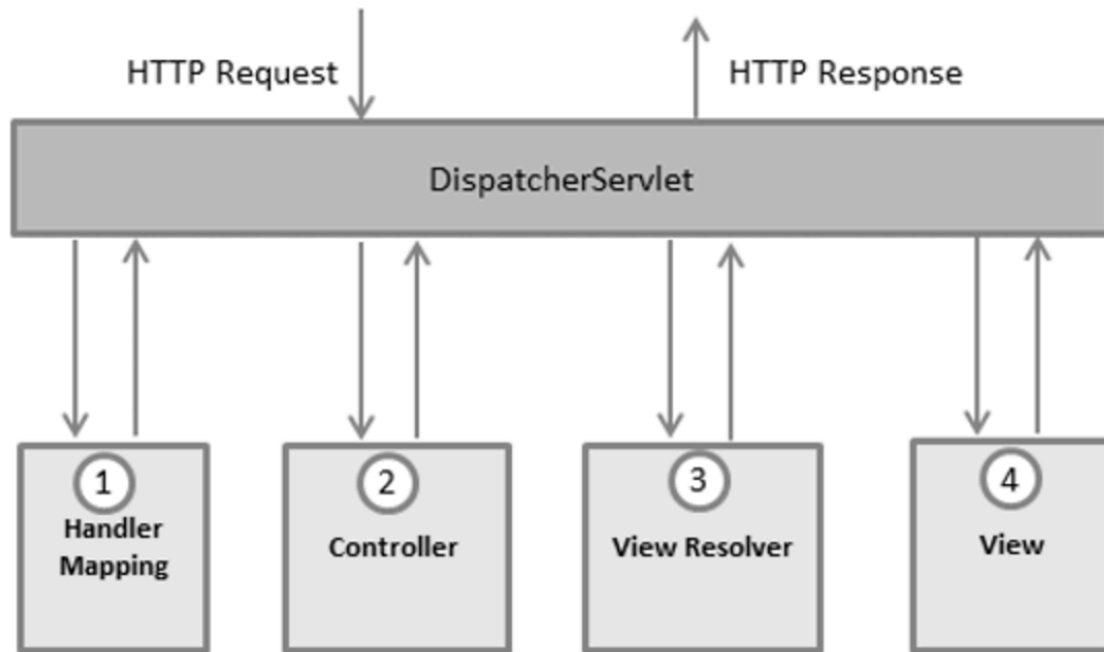 HTTP Request
HTTP Response
DispatcherServlet
1
Handler
Mapping
2
Controller
3
View Resolver
4
View